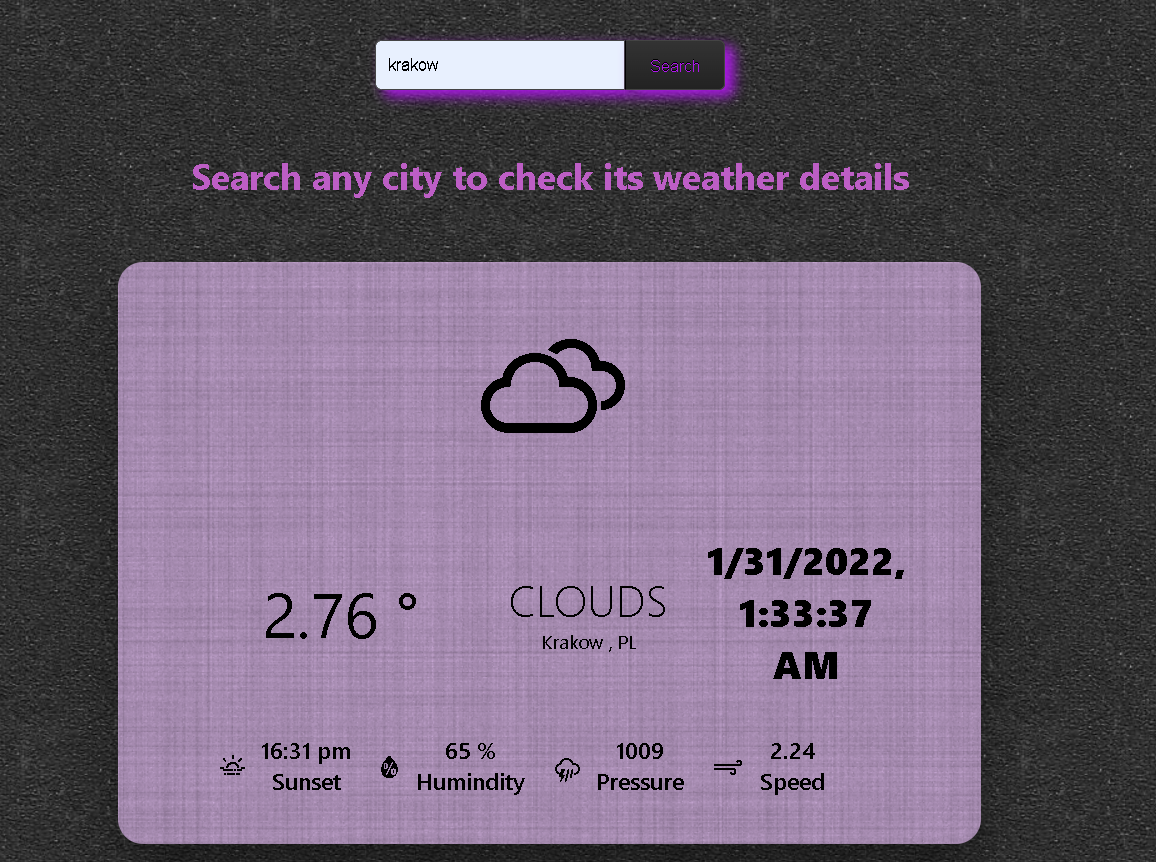 krakow
Search
Search any city to check its weather details
2.76 °
CLOUDS
Krakow , PL
1/31/2022,
1:33:37
AM
16:31 pm
Sunset
%
65 %
Humindity
1009
Pressure
2.24
Speed